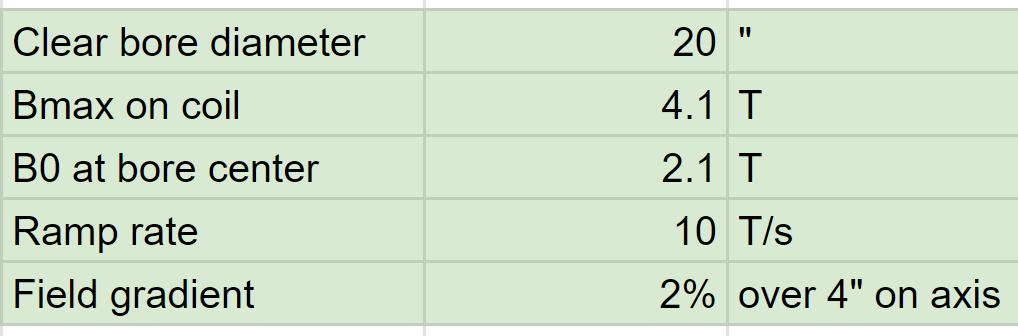 Clear bore diameter 20 "
Bmax on coil 4.1 T
B0 at bore center 2.1 T
Ramp rate 10 T/s
Field gradient 2% over 4" on axis